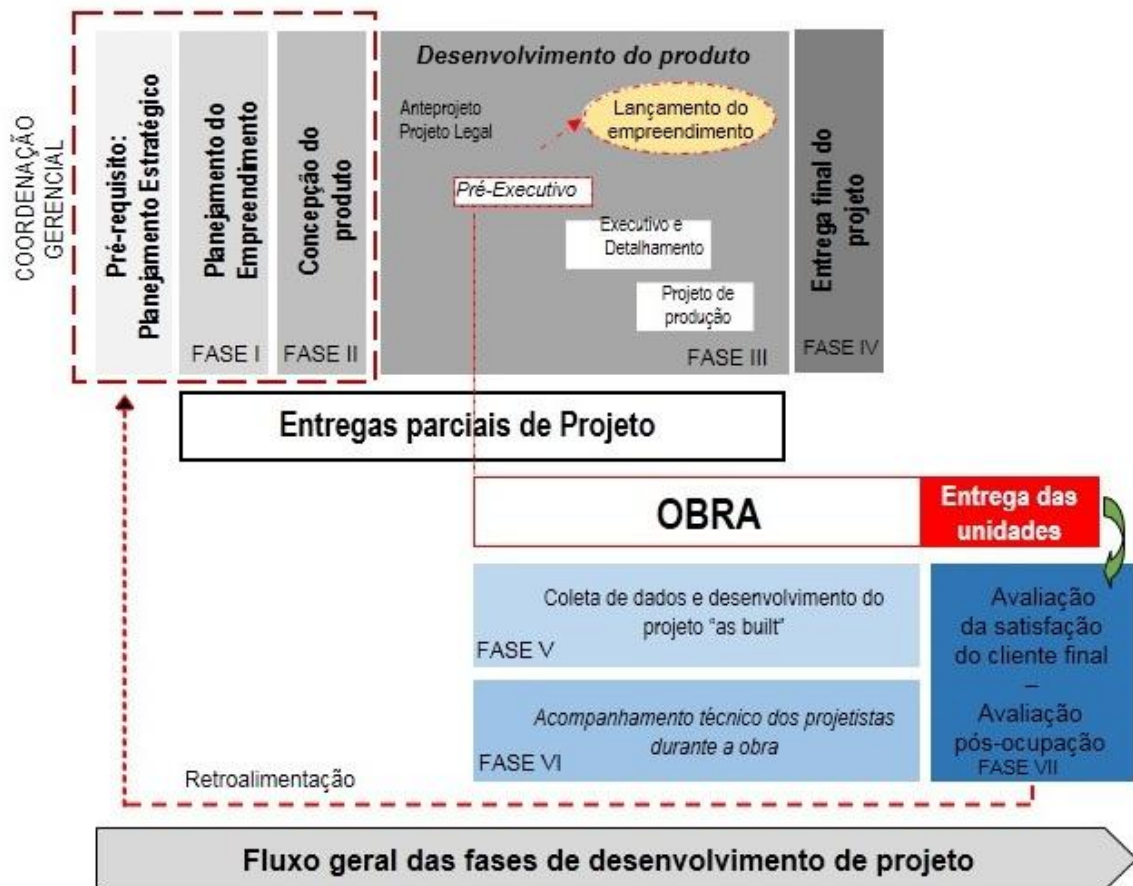 COORDENAÇÃO
GERENCIAL
Pré-requisito:
Planejamento Estratégico
Planejamento do
Empreendimento
FASE I
Concepção do
produto
FASE II
Desenvolvimento do produto
Anteprojeto
Projeto Legal
Lançamento do
empreendimento
Pré-Executivo
Executivo e
Detalhamento
Projeto de
produção
FASE III
Entrega final do
projeto
FASE IV
Entregas parciais de Projeto
OBRA
Entrega das
unidades
Coleta de dados e desenvolvimento do
projeto “as built”
FASE V
Acompanhamento técnico dos projetistas
durante a obra
FASE VI
Avaliação
da satisfação
do cliente final
–
Avaliação
pós-ocupação
FASE VII
Retroalimentação
Fluxo geral das fases de desenvolvimento de projeto